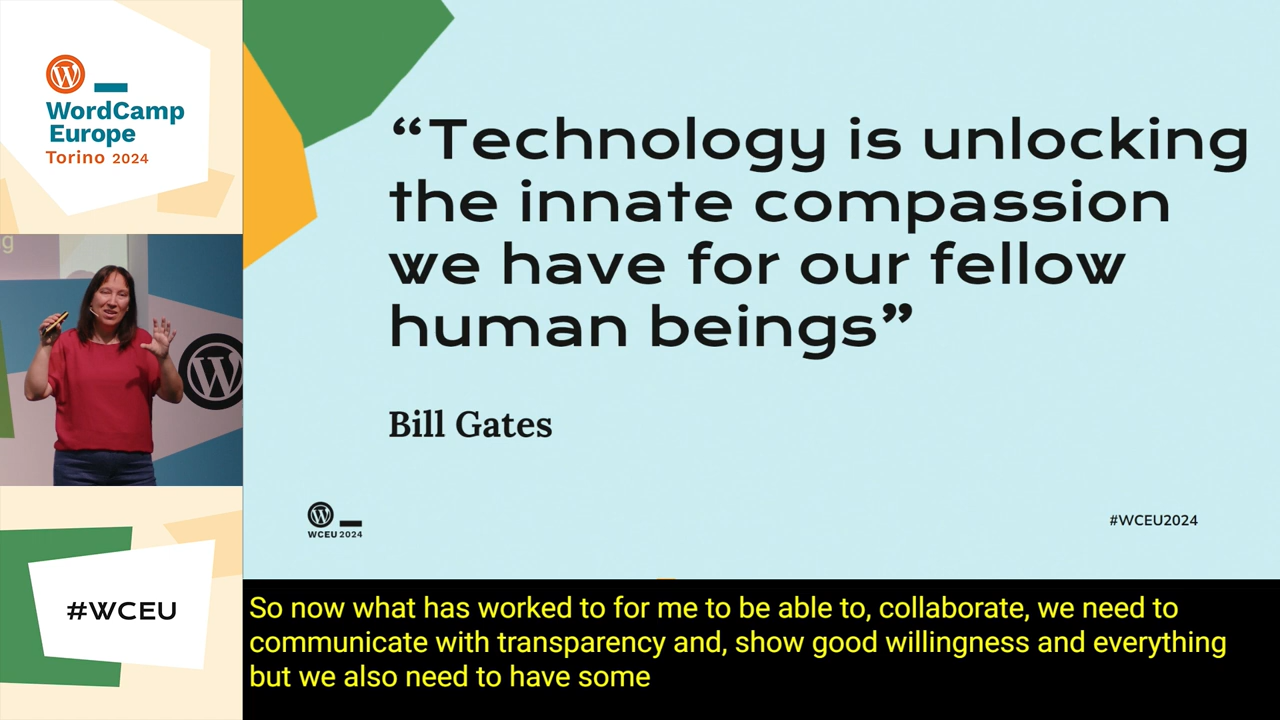 WordCamp
Europe
Torino 2024
g
#WCEU
“Technology is unlocking
the innate compassion
we have for our fellow
human beings”
Bill Gates
WCEU 2024
#WCEU2024
So now what has worked to for me to be able to, collaborate, we need to
communicate with transparency and, show good willingness and everything
but we also need to have some